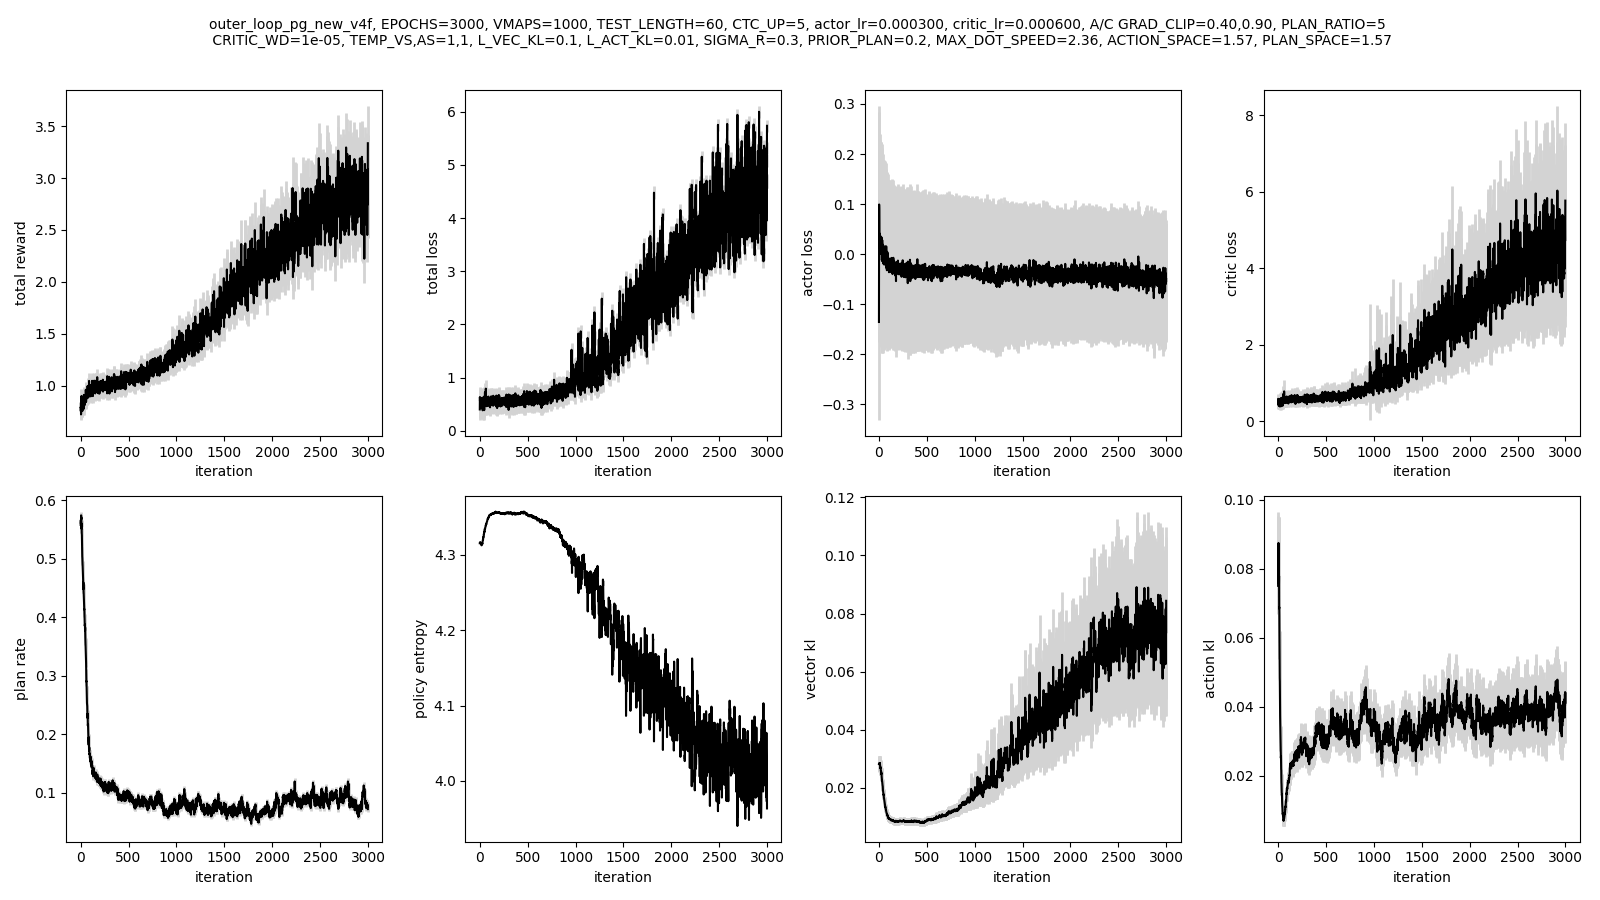 outer_loop_pg_new_v4f, EPOCHS=3000, VMAPS=1000, TEST_LENGTH=60, CTC_UP=5, actor_lr=0.000300, critic_lr=0.000600, A/C GRAD_CLIP=0.40,0.90, PLAN_RATIO=5
CRITIC_WD=1e-05, TEMP_VS,AS=1,1, L_VEC_KL=0.1, L_ACT_KL=0.01, SIGMA_R=0.3, PRIOR_PLAN=0.2, MAX_DOT_SPEED=2.36, ACTION_SPACE=1.57, PLAN_SPACE=1.57
total reward
3.5
3.0
2.5
2.0
1.5
1.0
0 500 1000 1500 2000 2500 3000
iteration
total loss
6
5
4
3
2
1
0
0 500 1000 1500 2000 2500 3000
iteration
actor loss
0.3
0.2
0.1
0.0
−0.1
−0.2
−0.3
0 500 1000 1500 2000 2500 3000
iteration
critic loss
8
6
4
2
0
0 500 1000 1500 2000 2500 3000
iteration
plan rate
0.6
0.5
0.4
0.3
0.2
0.1
0 500 1000 1500 2000 2500 3000
iteration
policy entropy
4.3
4.2
4.1
4.0
0 500 1000 1500 2000 2500 3000
iteration
vector kl
0.12
0.10
0.08
0.06
0.04
0.02
0 500 1000 1500 2000 2500 3000
iteration
action kl
0.10
0.08
0.06
0.04
0.02
0 500 1000 1500 2000 2500 3000
iteration